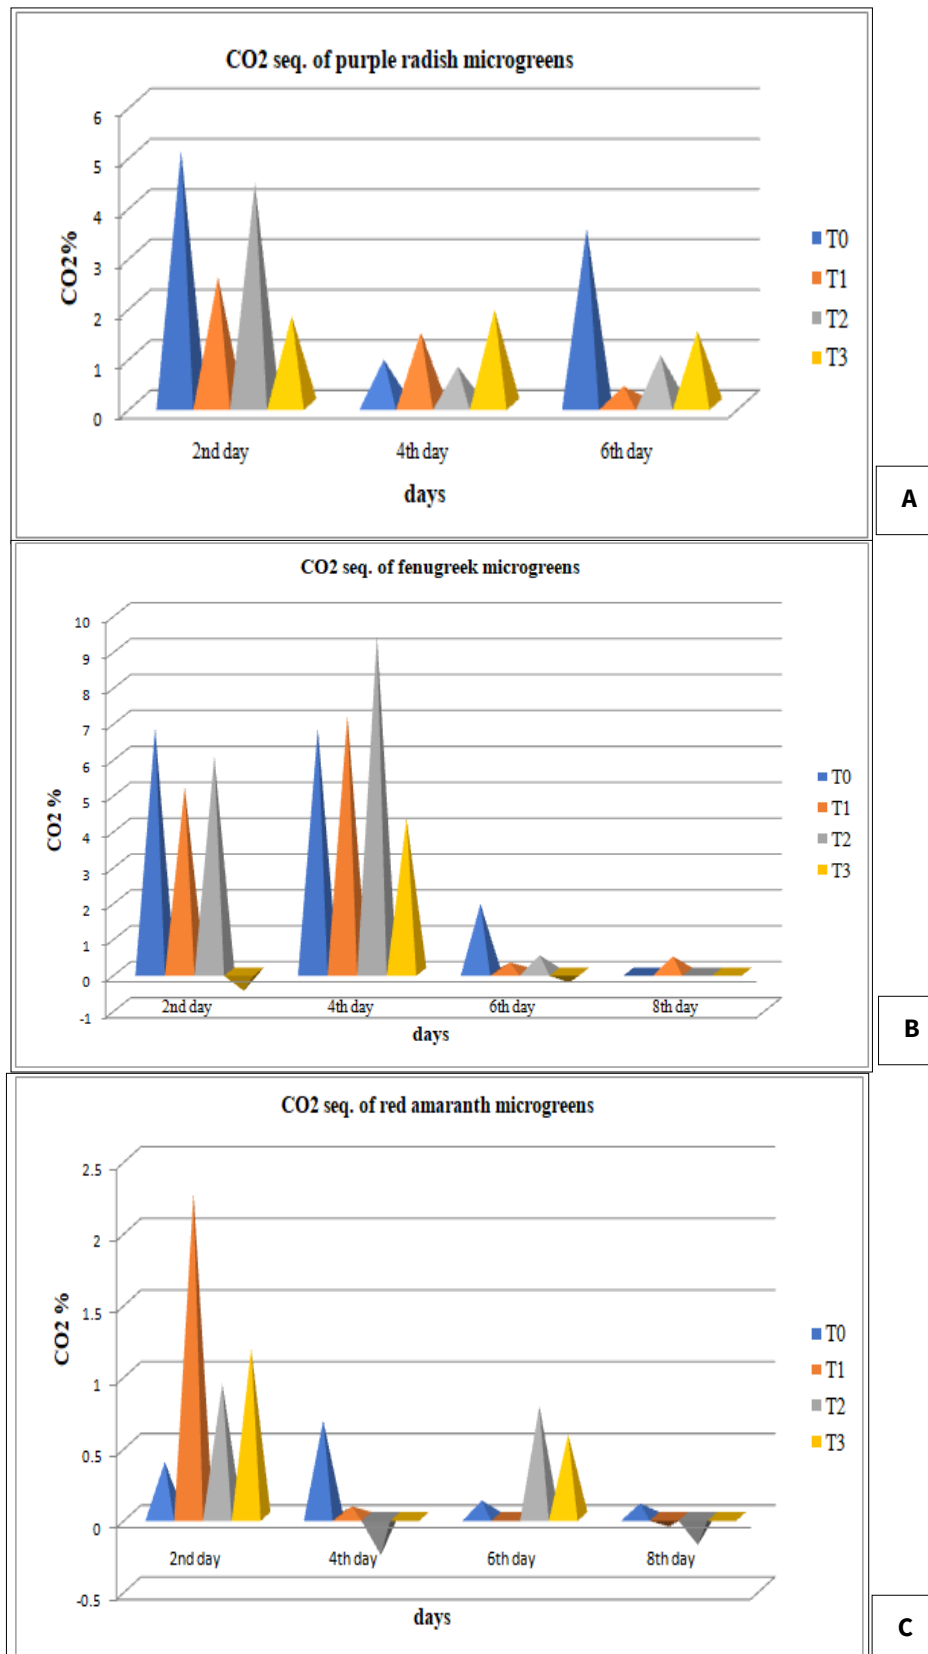 CO2 seq. of purple radish microgreens
6
5
4
3
2
1
0
CO2%
2nd day
4th day
6th day
days
T0
T1
T2
T3
A
CO2 seq. of fenugreek microgreens
10
9
8
7
6
5
4
3
2
1
0
-1
CO2 %
2nd day
4th day
6th day
8th day
days
T0
T1
T2
T3
B
CO2 seq. of red amaranth microgreens
2.5
2
1.5
1
0.5
0
-0.5
CO2 %
2nd day
4th day
6th day
8th day
days
T0
T1
T2
T3
C